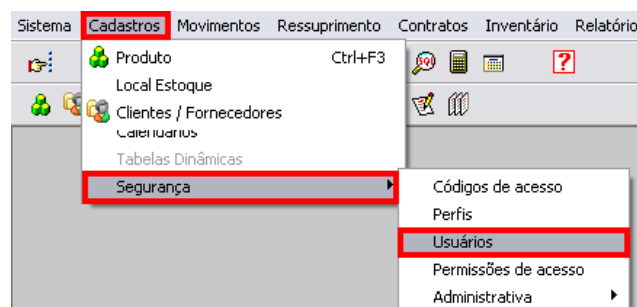 Sistema Cadastros Movimentos Ressuprimento Contratos Inventário Relatório
Produto Ctrl+F3
Local Estoque
Clientes / Fornecedores
Calendários
Tabelas Dinâmicas
Segurança
Códigos de acesso
Perfis
Usuários
Permissões de acesso
Administrativa